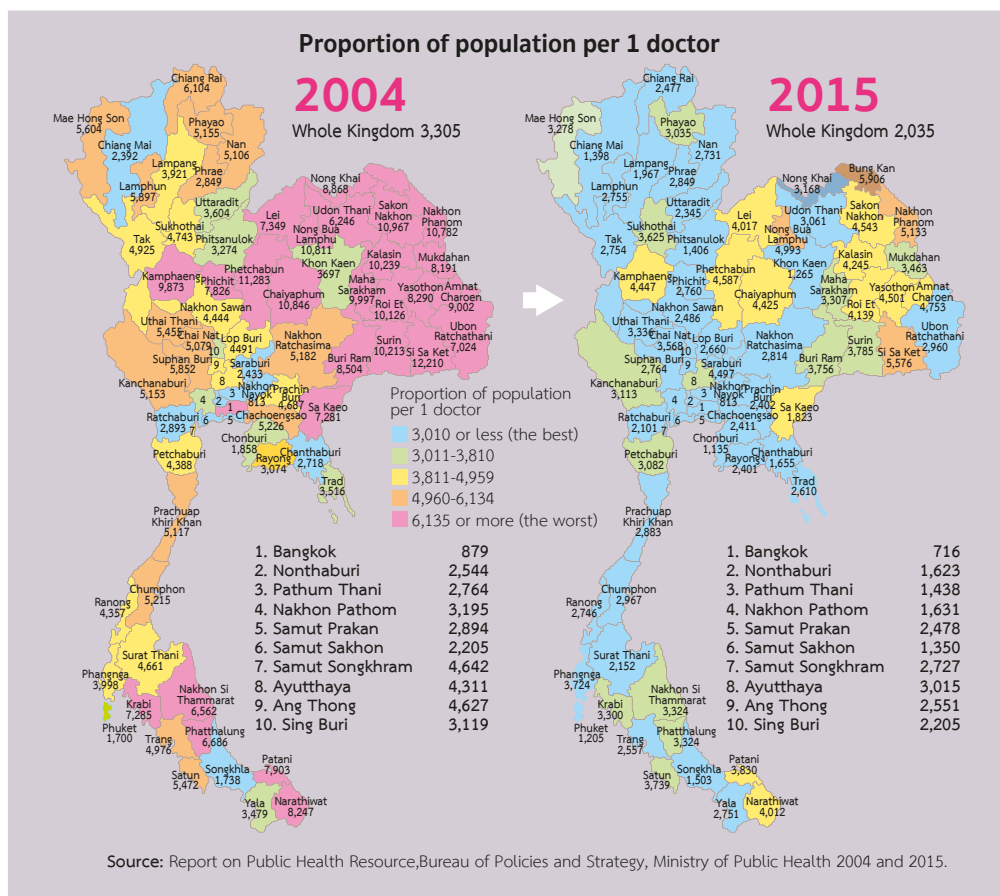 Proportion of population per 1 doctor
2004
Whole Kingdom 3,305
Chiang Rai
6,104
Mae Hong Son
5,604
Phayao
5,155
Chiang Mai
2,392
Nan
5,106
Lampang
3,921
Phrae
2,849
Lamphun
5,897
Uttaradit
3,604
Nong Khai
8,868
Lei
7,349
Udon Thani
6,246
Sakon
Nakhon
10,967
Nakhon
Phanom
10,782
Sukhothai
4,743
Tak
4,925
Phitsanulok
3,274
Nong Bua
Lamphu
10,811
Kalasin
10,239
Mukdahan
8,191
Khon Kaen
3697
Kamphaeng
9,873
Phichit
7,826
Phetchabun
11,283
Maha
Sarakham
9,997
Yasothon
8,290
Amnat
Charoen
9,002
Chaiyaphum
10,846
Roi Et
10,126
Nakhon Sawan
4,444
Uthai Thani
5,455
Chai Nat
5,079
Lop Buri
4491
Nakhon
Ratchasima
5,182
Ubon
Ratchathani
7,024
Surin
10,213
Si Sa Ket
12,210
Buri Ram
8,504
10
9
8
Suphan Buri
5,852
Saraburi
2,433
Kanchanaburi
5,153
Nakhon
Nayok
813
Prachin
Buri
4,687
4
2
3
1
Sa Kaeo
7,281
Ratchaburi
2,893
7
6
5
Chachoengsao
5,226
Chonburi
1,858
Rayong
3,074
Chanthaburi
2,718
Petchaburi
4,388
Trad
3,516
Prachuap
Khiri Khan
5,117
Chumphon
5,215
Ranong
4,357
Surat Thani
4,661
Phangnga
3,998
Nakhon Si
Thammarat
6,562
Krabi
7,285
Phuket
1,700
Phatthalung
6,686
Trang
4,976
Songkhla
1,738
Patani
7,903
Satun
5,472
Yala
3,479
Narathiwat
8,247
Proportion of population
per 1 doctor
3,010 or less (the best)
3,011-3,810
3,811-4,959
4,960-6,134
6,135 or more (the worst)
1. Bangkok 879
2. Nonthaburi 2,544
3. Pathum Thani 2,764
4. Nakhon Pathom 3,195
5. Samut Prakan 2,894
6. Samut Sakhon 2,205
7. Samut Songkhram 4,642
8. Ayutthaya 4,311
9. Ang Thong 4,627
10. Sing Buri 3,119
2015
Whole Kingdom 2,035
Chiang Rai
2,477
Mae Hong Son
3,278
Phayao
3,035
Chiang Mai
1,398
Nan
2,731
Lampang
1,967
Phrae
2,849
Lamphun
2,755
Uttaradit
2,345
Bung Kan
5,906
Nong Khai
3,168
Lei
4,017
Udon Thani
3,061
Sakon
Nakhon
4,543
Nakhon
Phanom
5,133
Sukhothai
3,625
Tak
2,754
Phitsanulok
1,406
Nong Bua
Lamphu
4,993
Kalasin
4,245
Mukdahan
3,463
Khon Kaen
1,265
Kamphaeng
4,447
Phichit
2,760
Phetchabun
4,587
Maha
Sarakham
3,307
Yasothon
4,501
Amnat
Charoen
4,753
Chaiyaphum
4,425
Roi Et
4,139
Nakhon Sawan
2,486
Uthai Thani
3,336
Chai Nat
3,568
Lop Buri
2,660
Nakhon
Ratchasima
2,814
Ubon
Ratchathani
2,960
Surin
3,785
Si Sa Ket
5,576
Buri Ram
3,756
10
9
8
Suphan Buri
2,764
Saraburi
4,497
Kanchanaburi
3,113
Nakhon
Nayok
813
Prachin
Buri
2,402
4
2
3
1
Sa Kaeo
1,823
Ratchaburi
2,101
7
6
5
Chachoengsao
2,411
Chonburi
1,135
Rayong
2,401
Chanthaburi
1,655
Petchaburi
3,082
Trad
2,610
Prachuap
Khiri Khan
2,883
Chumphon
2,967
Ranong
2,746
Surat Thani
2,152
Phangnga
3,724
Nakhon Si
Thammarat
3,324
Krabi
3,300
Phuket
1,205
Phatthalung
3,324
Trang
2,557
Songkhla
1,503
Patani
3,830
Satun
3,739
Yala
2,751
Narathiwat
4,012
1. Bangkok 716
2. Nonthaburi 1,623
3. Pathum Thani 1,438
4. Nakhon Pathom 1,631
5. Samut Prakan 2,478
6. Samut Sakhon 1,350
7. Samut Songkhram 2,727
8. Ayutthaya 3,015
9. Ang Thong 2,551
10. Sing Buri 2,205
Source: Report on Public Health Resource,Bureau of Policies and Strategy, Ministry of Public Health 2004 and 2015.